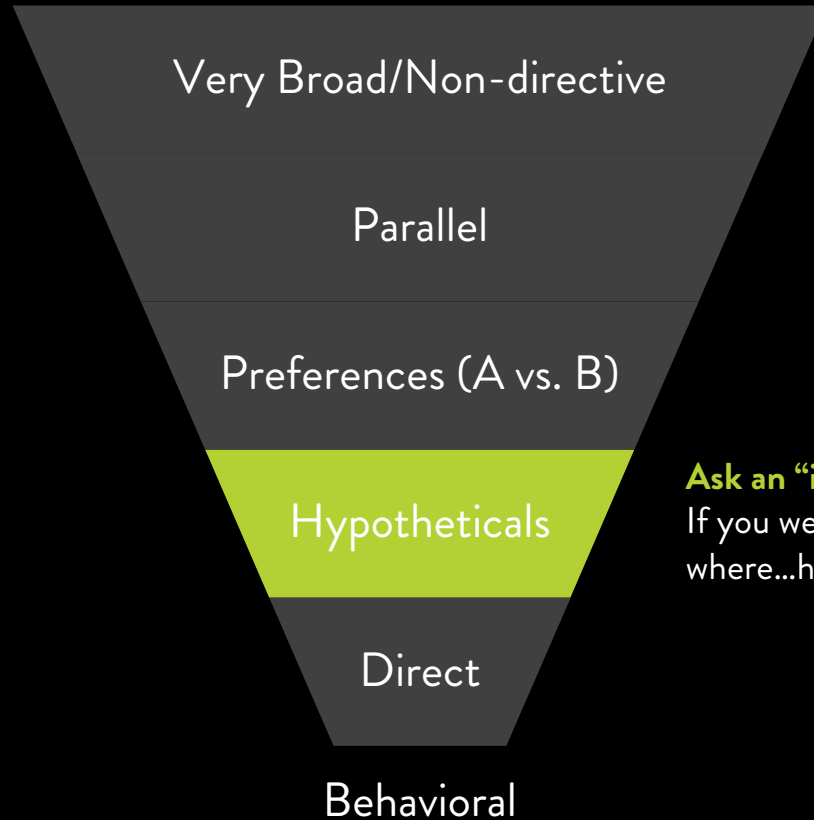 Very Broad/Non-directive
Parallel
Preferences (A vs. B)
Hypotheticals
Ask an “i
If you we
where...h
Direct
Behavioral